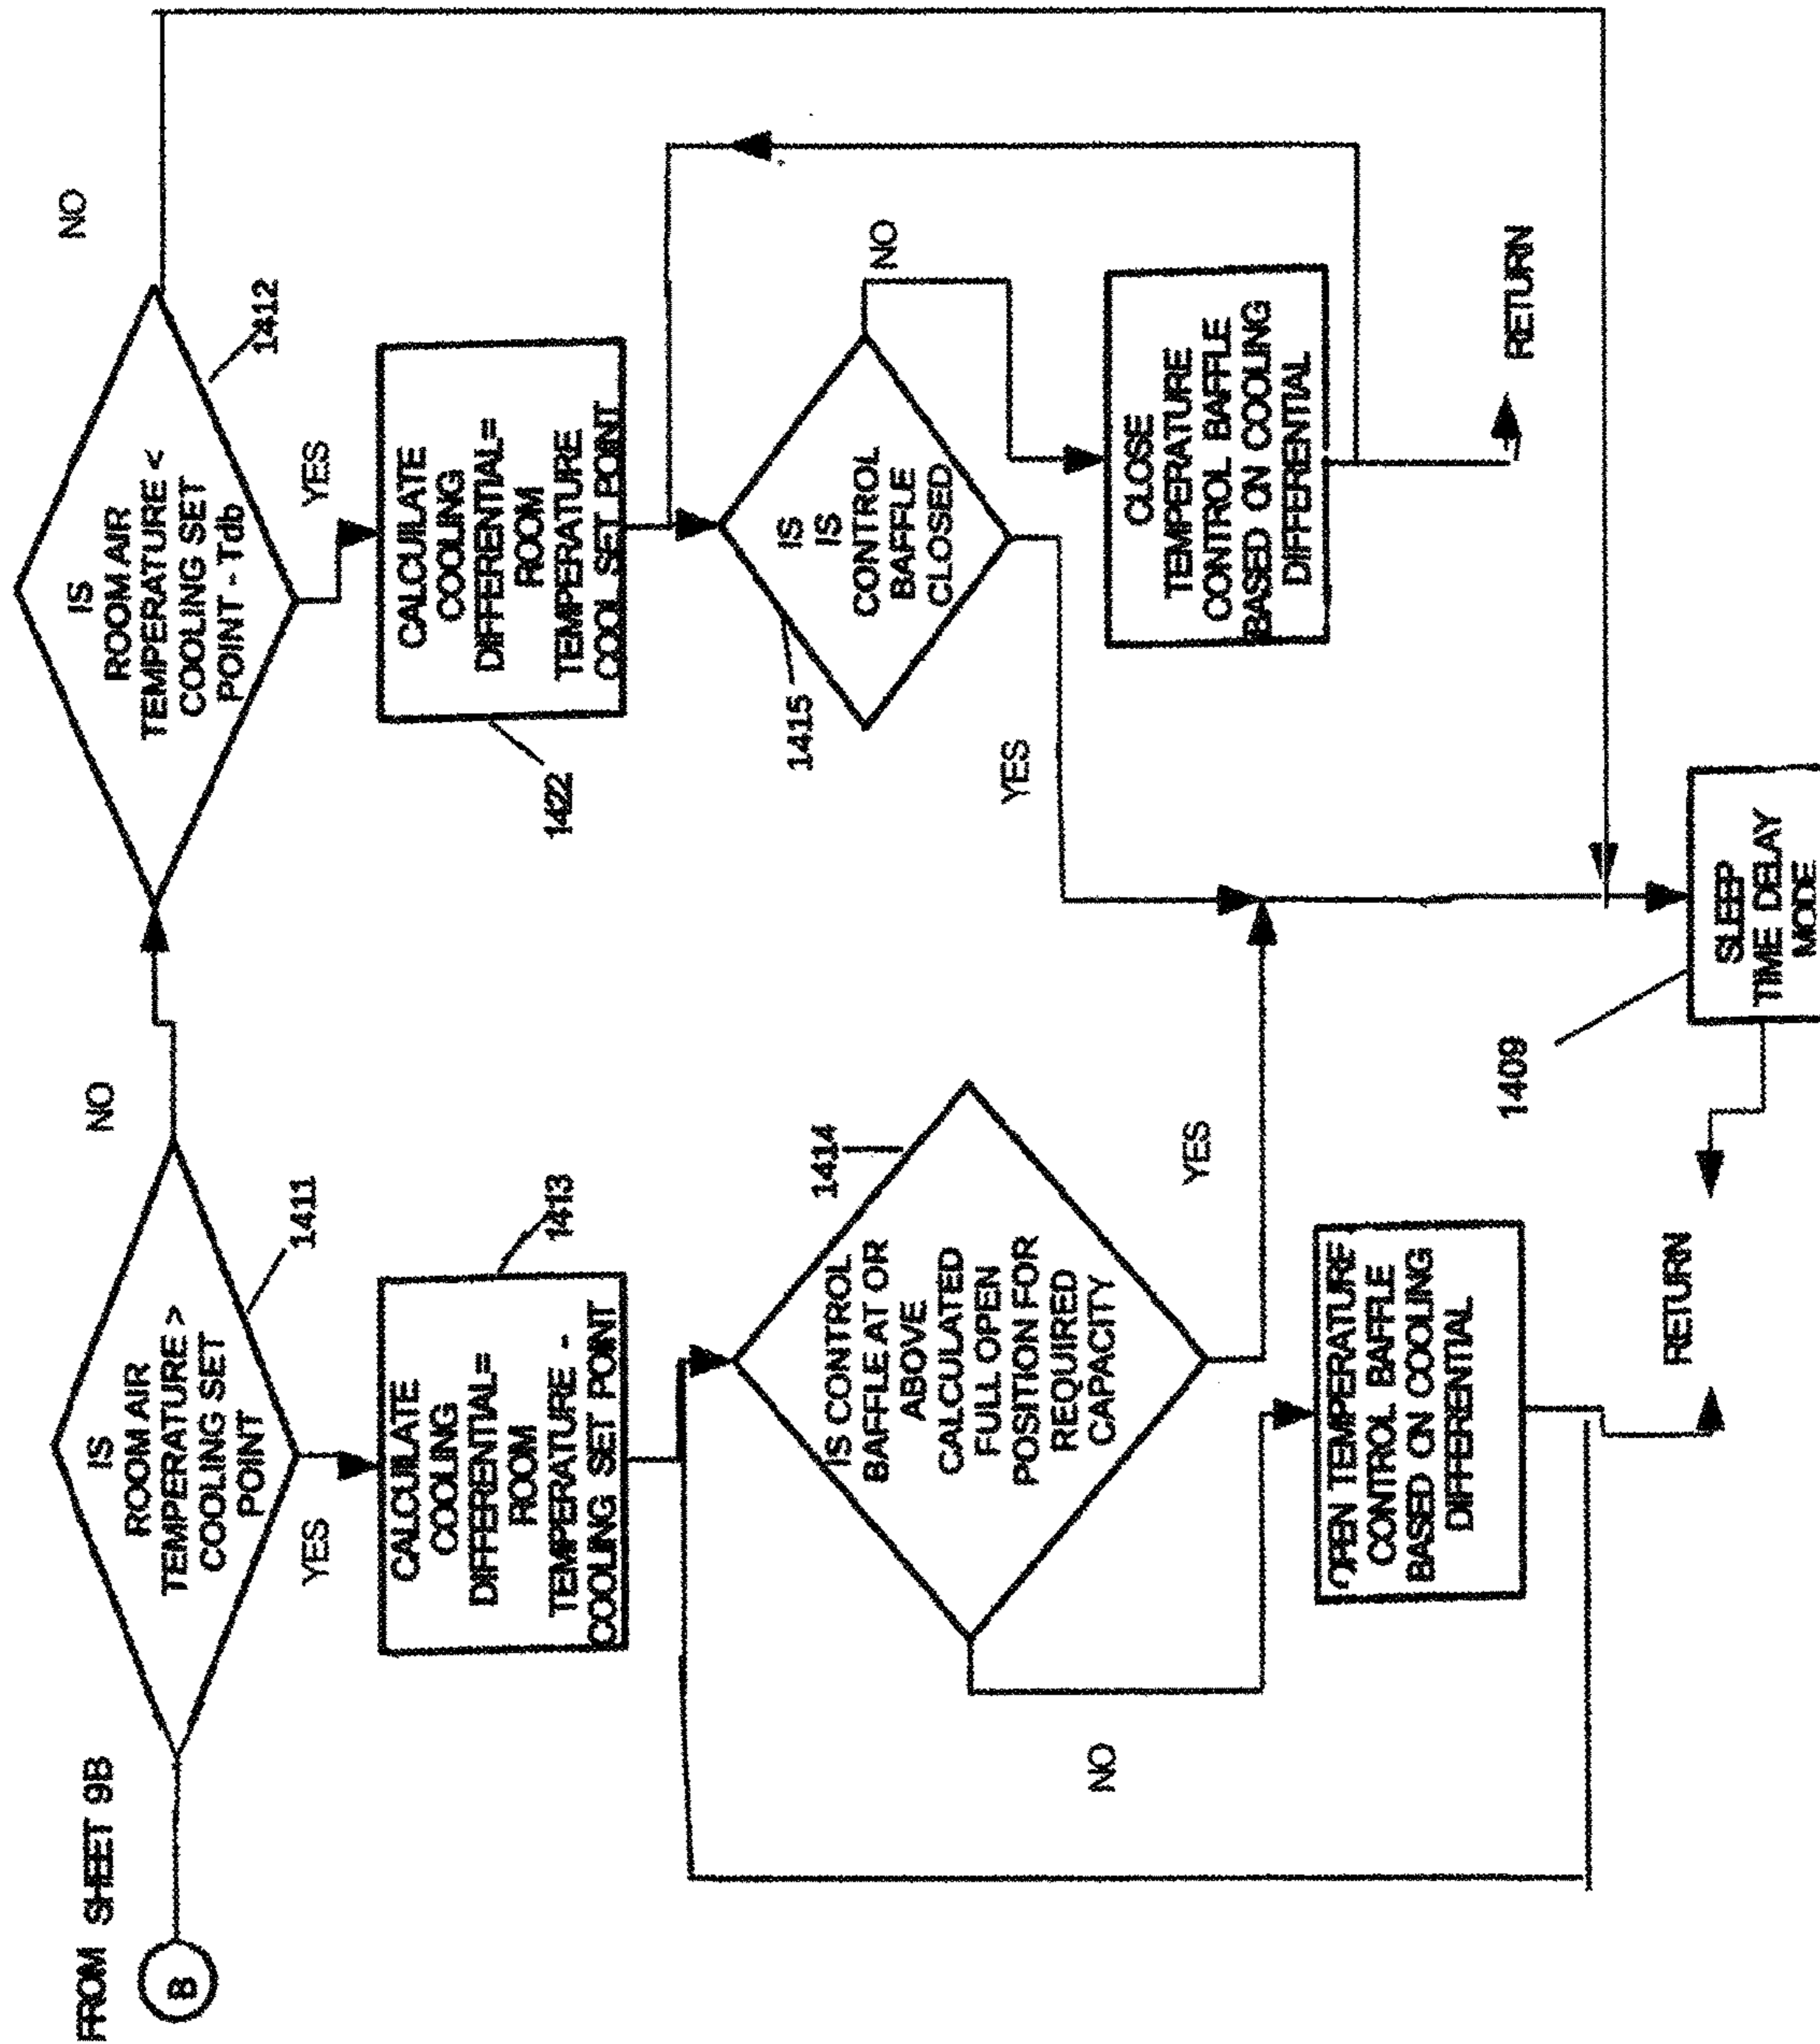 FROM SHEET 9B
B
IS
ROOM AIR
TEMPERATURE >
COOLING SET
POINT
NO
1411
YES
CALCUILATE
COOLING
DIFFERENTIAL=
ROOM
TEMPERATURE -
COOLING SET POINT
1413
IS CONTROL
BAFFLE AT OR
ABOVE
CALCULATED
FULL OPEN
POSITION FOR
REQUIRED
CAPACITY
1414
NO
YES
OPEN TEMPERATURE
CONTROL BAFFLE
BASED ON COOLING
DIFFERENTIAL
RETURN
IS
ROOM AIR
TEMPERATURE <
COOLING SET
POINT - Tdb
NO
1412
YES
CALCUILATE
COOLING
DIFFERENTIAL=
ROOM
TEMPERATURE
COOL SET POINT
1422
IS
IS
CONTROL
BAFFLE
CLOSED
1415
NO
YES
CLOSE
TEMPERATURE
CONTROL BAFFLE
BASED ON COOLING
DIFFERENTIAL
RETURN
SLEEP
TIME DELAY
MODE
1409